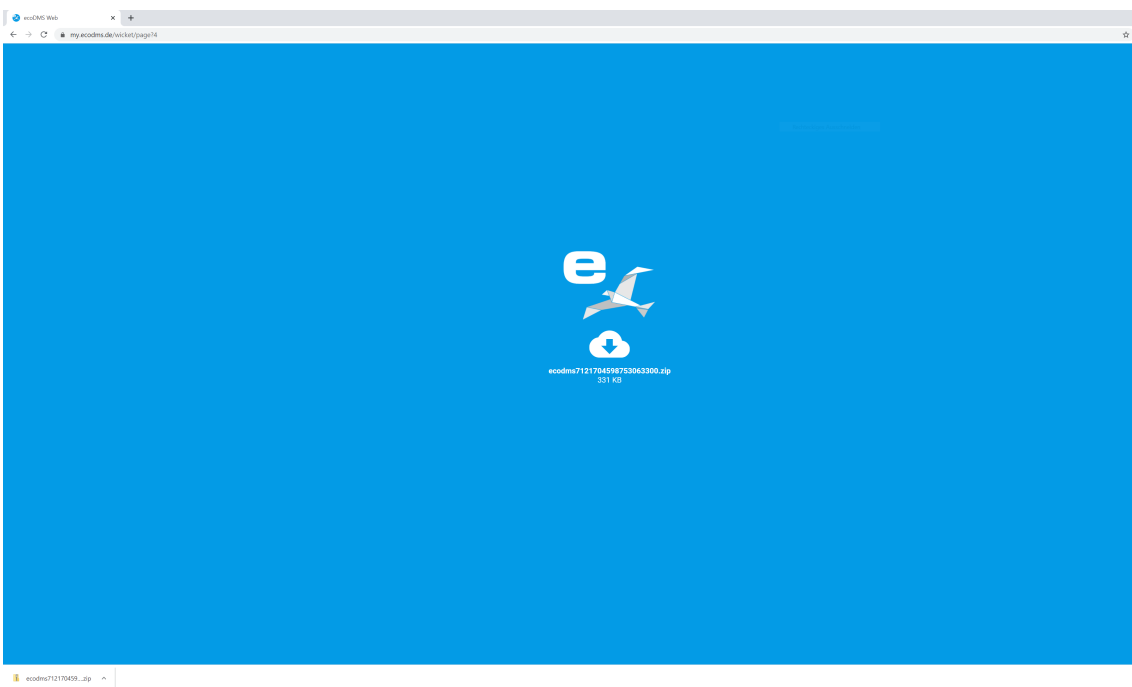 ecoDMS Web
my.ecodms.de/wicket/page?4
e
ecodms7121704598753063300.zip
331 KB
ecodms712170459....zip